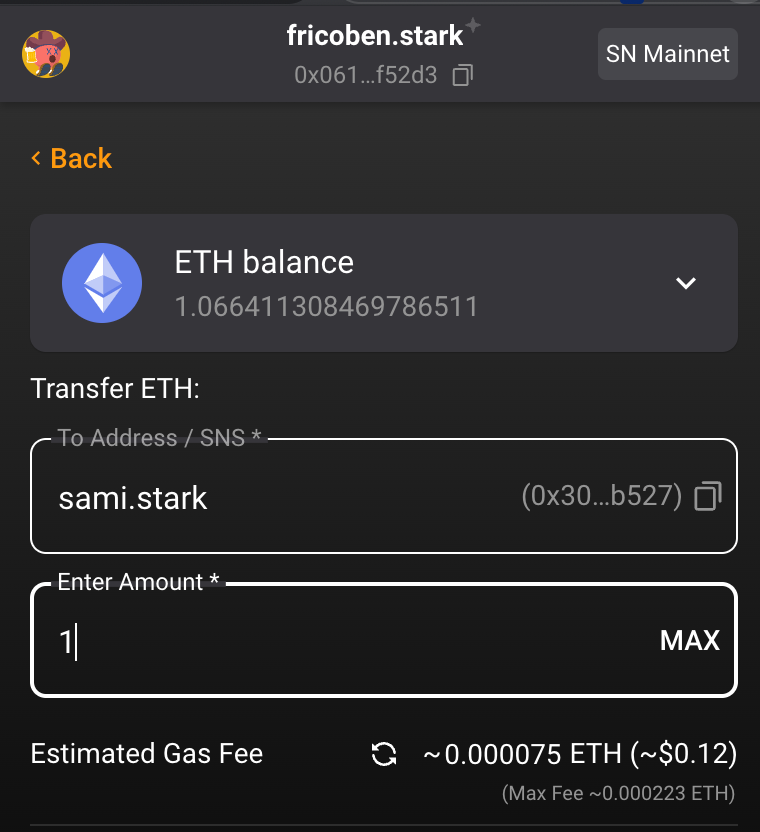 fricoben.stark
0x061...f52d3
SN Mainnet
Back
ETH balance
1.066411308469786511
Transfer ETH:
To Address / SNS *
sami.stark (0x30...b527)
Enter Amount *
1 MAX
Estimated Gas Fee ~0.000075 ETH (~$0.12)
(Max Fee ~0.000223 ETH)